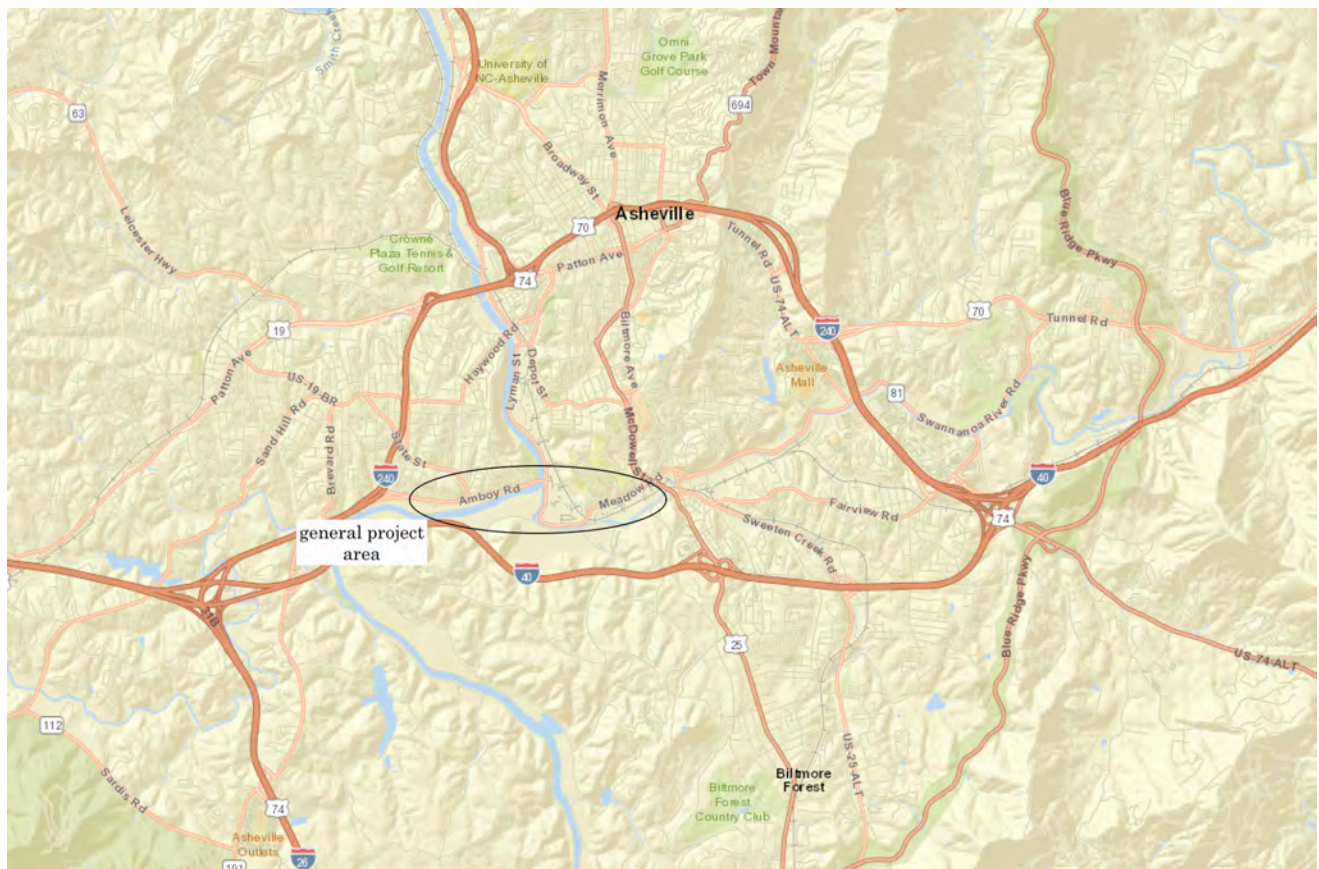 Smith Creek
University of
NC-Asheville
Omni
Grove Park
Golf Course
Town Mountain
Merrimon Ave
694
63
Broadway St
Leicester Hwy
Blue Ridge Pkwy
Asheville
70
Crowne
Plaza Tennis &
Golf Resort
Patton Ave
Tunnel Rd
74
US-74-ALT
70
Tunnel Rd
19
240
Biltmore Ave
Haywood Rd
Patton Ave
Depot St
Lyman St
Asheville
Mall
US-19-BR
81
Swannanoa River Rd
Sand Hill Rd
McDowell St
Brevard Rd
State St
240
40
Amboy Rd
Meadow
Fairview Rd
74
general project
area
Sweeten Creek Rd
40
31B
Blue Ridge Pkwy
25
US-74-ALT
112
US-25-ALT
Sardis Rd
Biltmore
Forest
Biltmore
Forest
Country Club
74
Asheville
Outlets
26
191